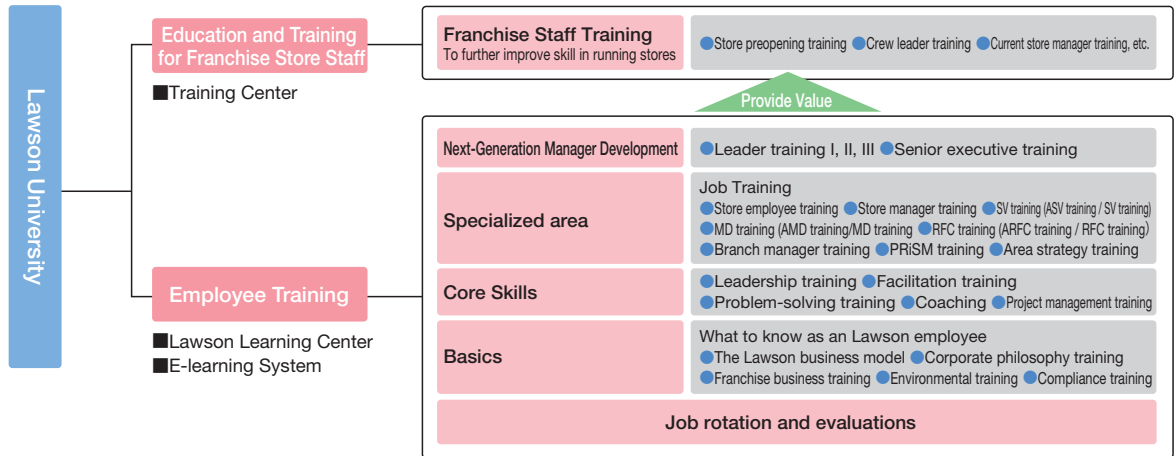 Lawson University
Education and Training
for Franchise Store Staff
■Training Center
Franchise Staff Training
To further improve skill in running stores
●Store preopening training ●Crew leader training ●Current store manager training, etc.
Provide Value
Employee Training
■Lawson Learning Center
■E-learning System
Next-Generation Manager Development
●Leader training I, II, III ●Senior executive training
Specialized area
Job Training
●Store employee training ●Store manager training ●SV training (ASV training / SV training)
●MD training (AMD training/MD training ●RFC training (ARFC training / RFC training)
●Branch manager training ●PRiSM training ●Area strategy training
Core Skills
●Leadership training ●Facilitation training
●Problem-solving training ●Coaching ●Project management training
Basics
What to know as an Lawson employee
●The Lawson business model ●Corporate philosophy training
●Franchise business training ●Environmental training ●Compliance training
Job rotation and evaluations